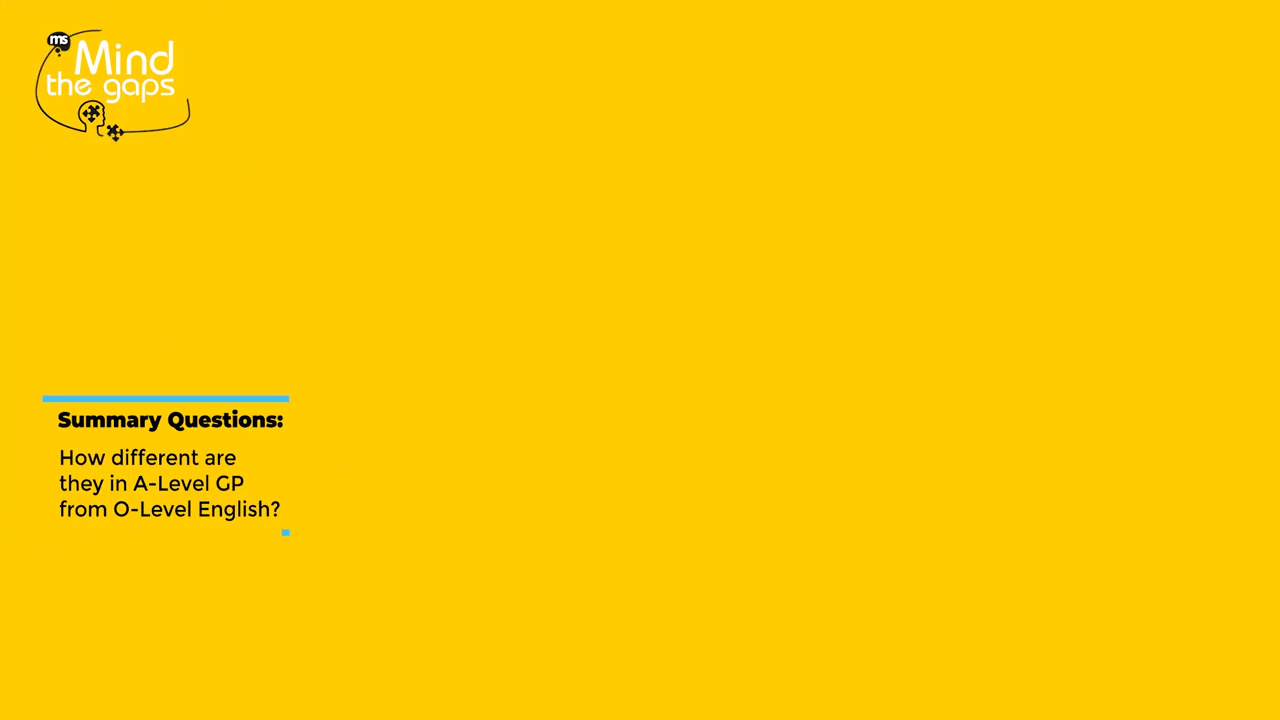 ms
Mind
the gaps
Summary Questions:
How different are
they in A-Level GP
from O-Level English?